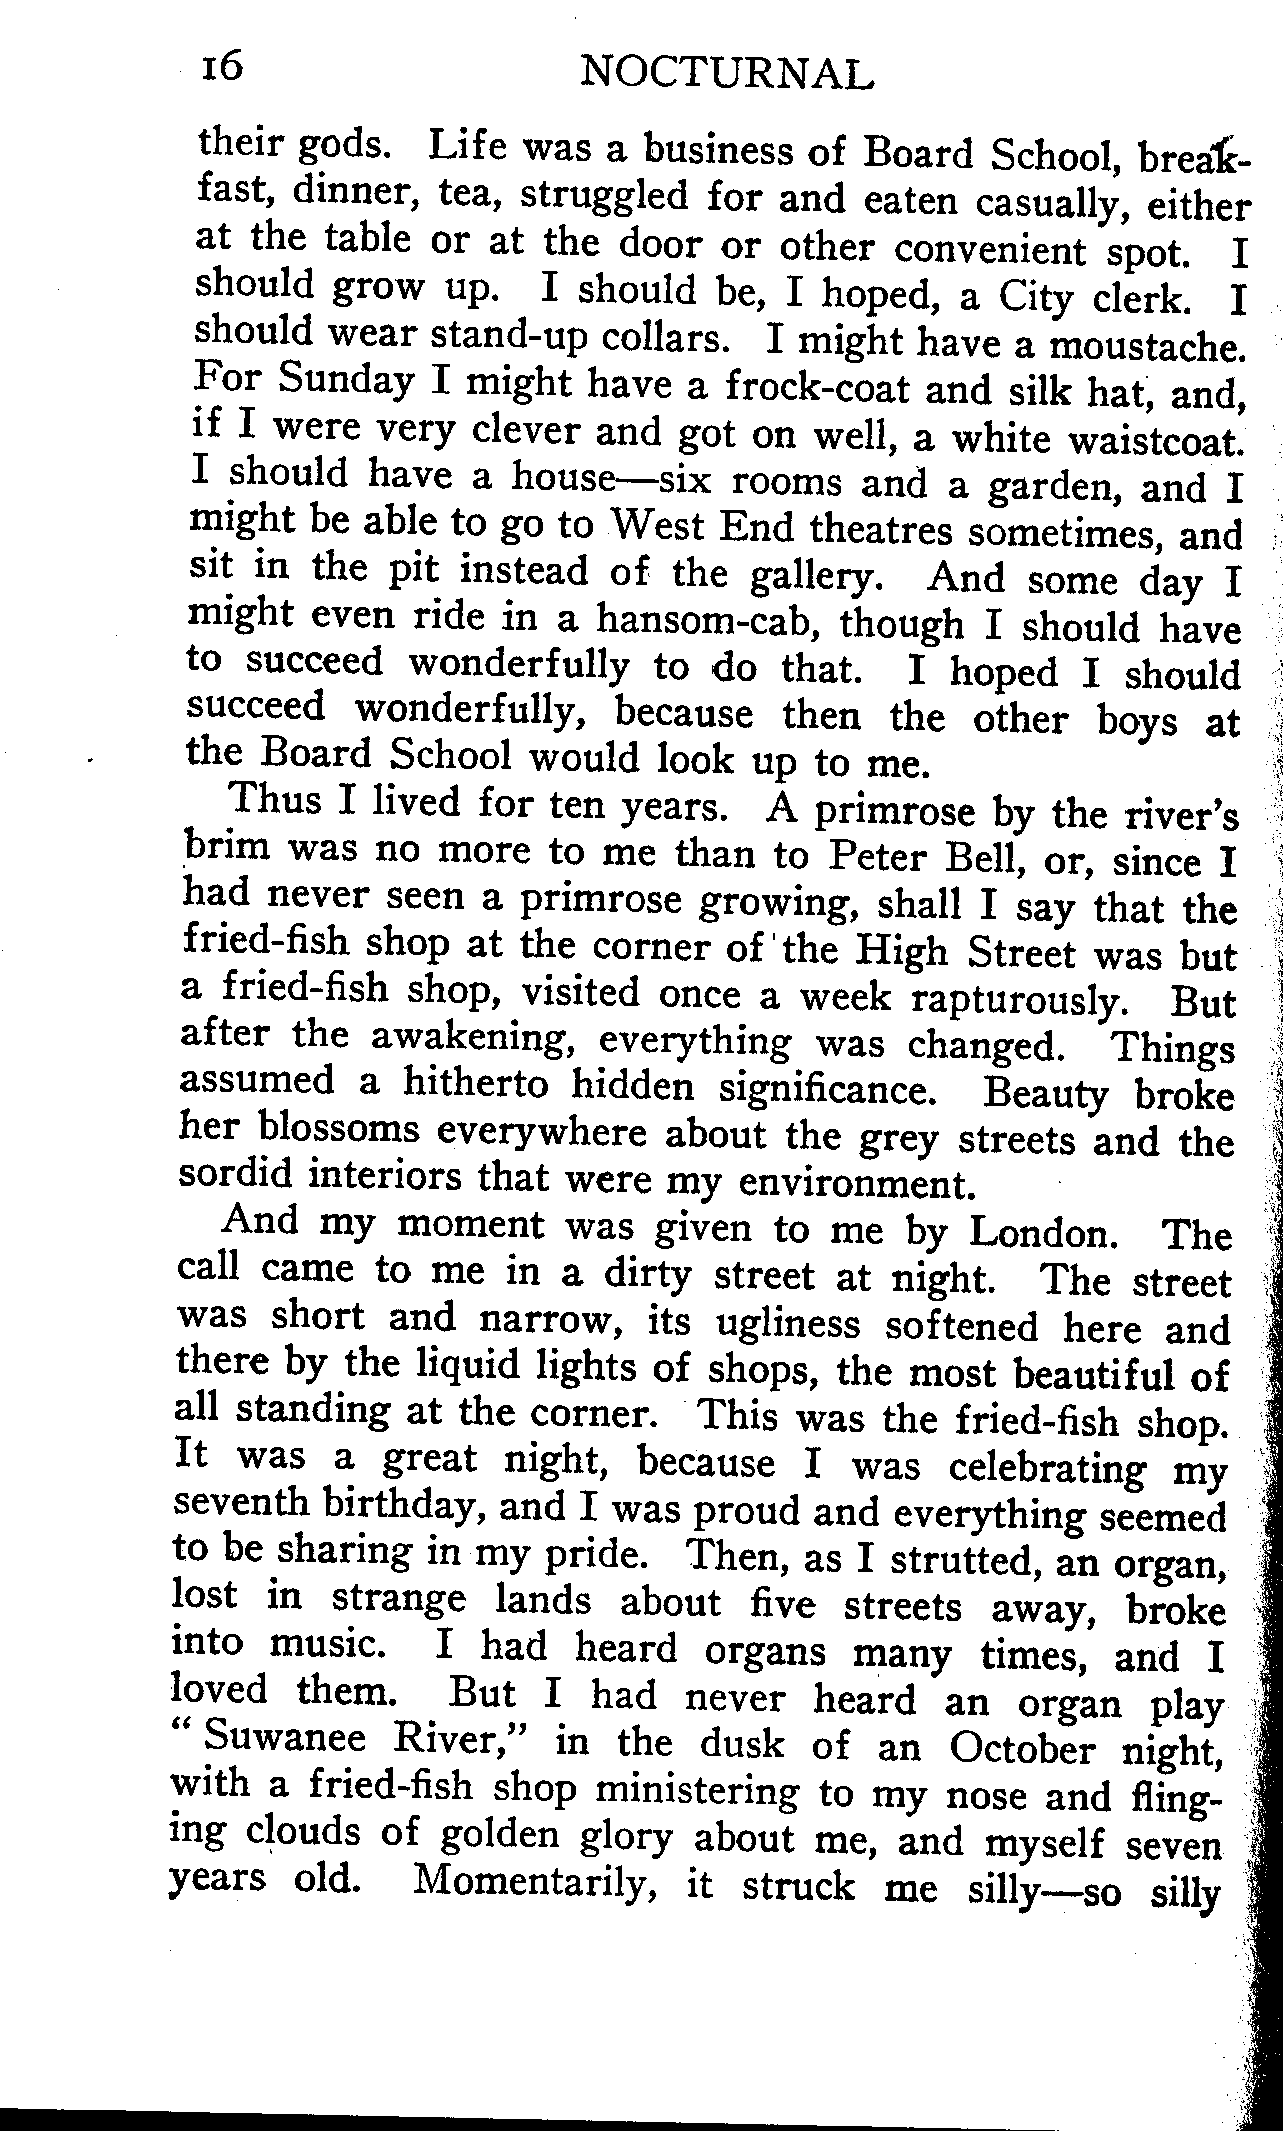 16 NOCTURNAL
their gods. Life was a business of Board School, break-
fast, dinner, tea, struggled for and eaten casually, either
at the table or at the door or other convenient spot. I
should grow up. I should be, I hoped, a City clerk. I
should wear stand-up collars. I might have a moustache.
For Sunday I might have a frock-coat and silk hat, and,
if I were very clever and got on well, a white waistcoat.
I should have a house—six rooms and a garden, and I
might be able to go to West End theatres sometimes, and
sit in the pit instead of the gallery. And some day I
might even ride in a hansom-cab, though I should have
to succeed wonderfully to do that. I hoped I should
succeed wonderfully, because then the other boys at
the Board School would look up to me.
Thus I lived for ten years. A primrose by the river's
brim was no more to me than to Peter Bell, or, since I
had never seen a primrose growing, shall I say that the
fried-fish shop at the corner of the High Street was but
a fried-fish shop, visited once a week rapturously. But
after the awakening, everything was changed. Things
assumed a hitherto hidden significance. Beauty broke
her blossoms everywhere about the grey streets and the
sordid interiors that were my environment.
And my moment was given to me by London. The
call came to me in a dirty street at night. The street
was short and narrow, its ugliness softened here and
there by the liquid lights of shops, the most beautiful of
all standing at the corner. This was the fried-fish shop.
It was a great night, because I was celebrating my
seventh birthday, and I was proud and everything seemed
to be sharing in my pride. Then, as I strutted, an organ,
lost in strange lands about five streets away, broke
into music. I had heard organs many times, and I
loved them. But I had never heard an organ play
“ Suwanee River,” in the dusk of an October night,
with a fried-fish shop ministering to my nose and fling-
ing clouds of golden glory about me, and myself seven
years old. Momentarily, it struck me silly—so silly